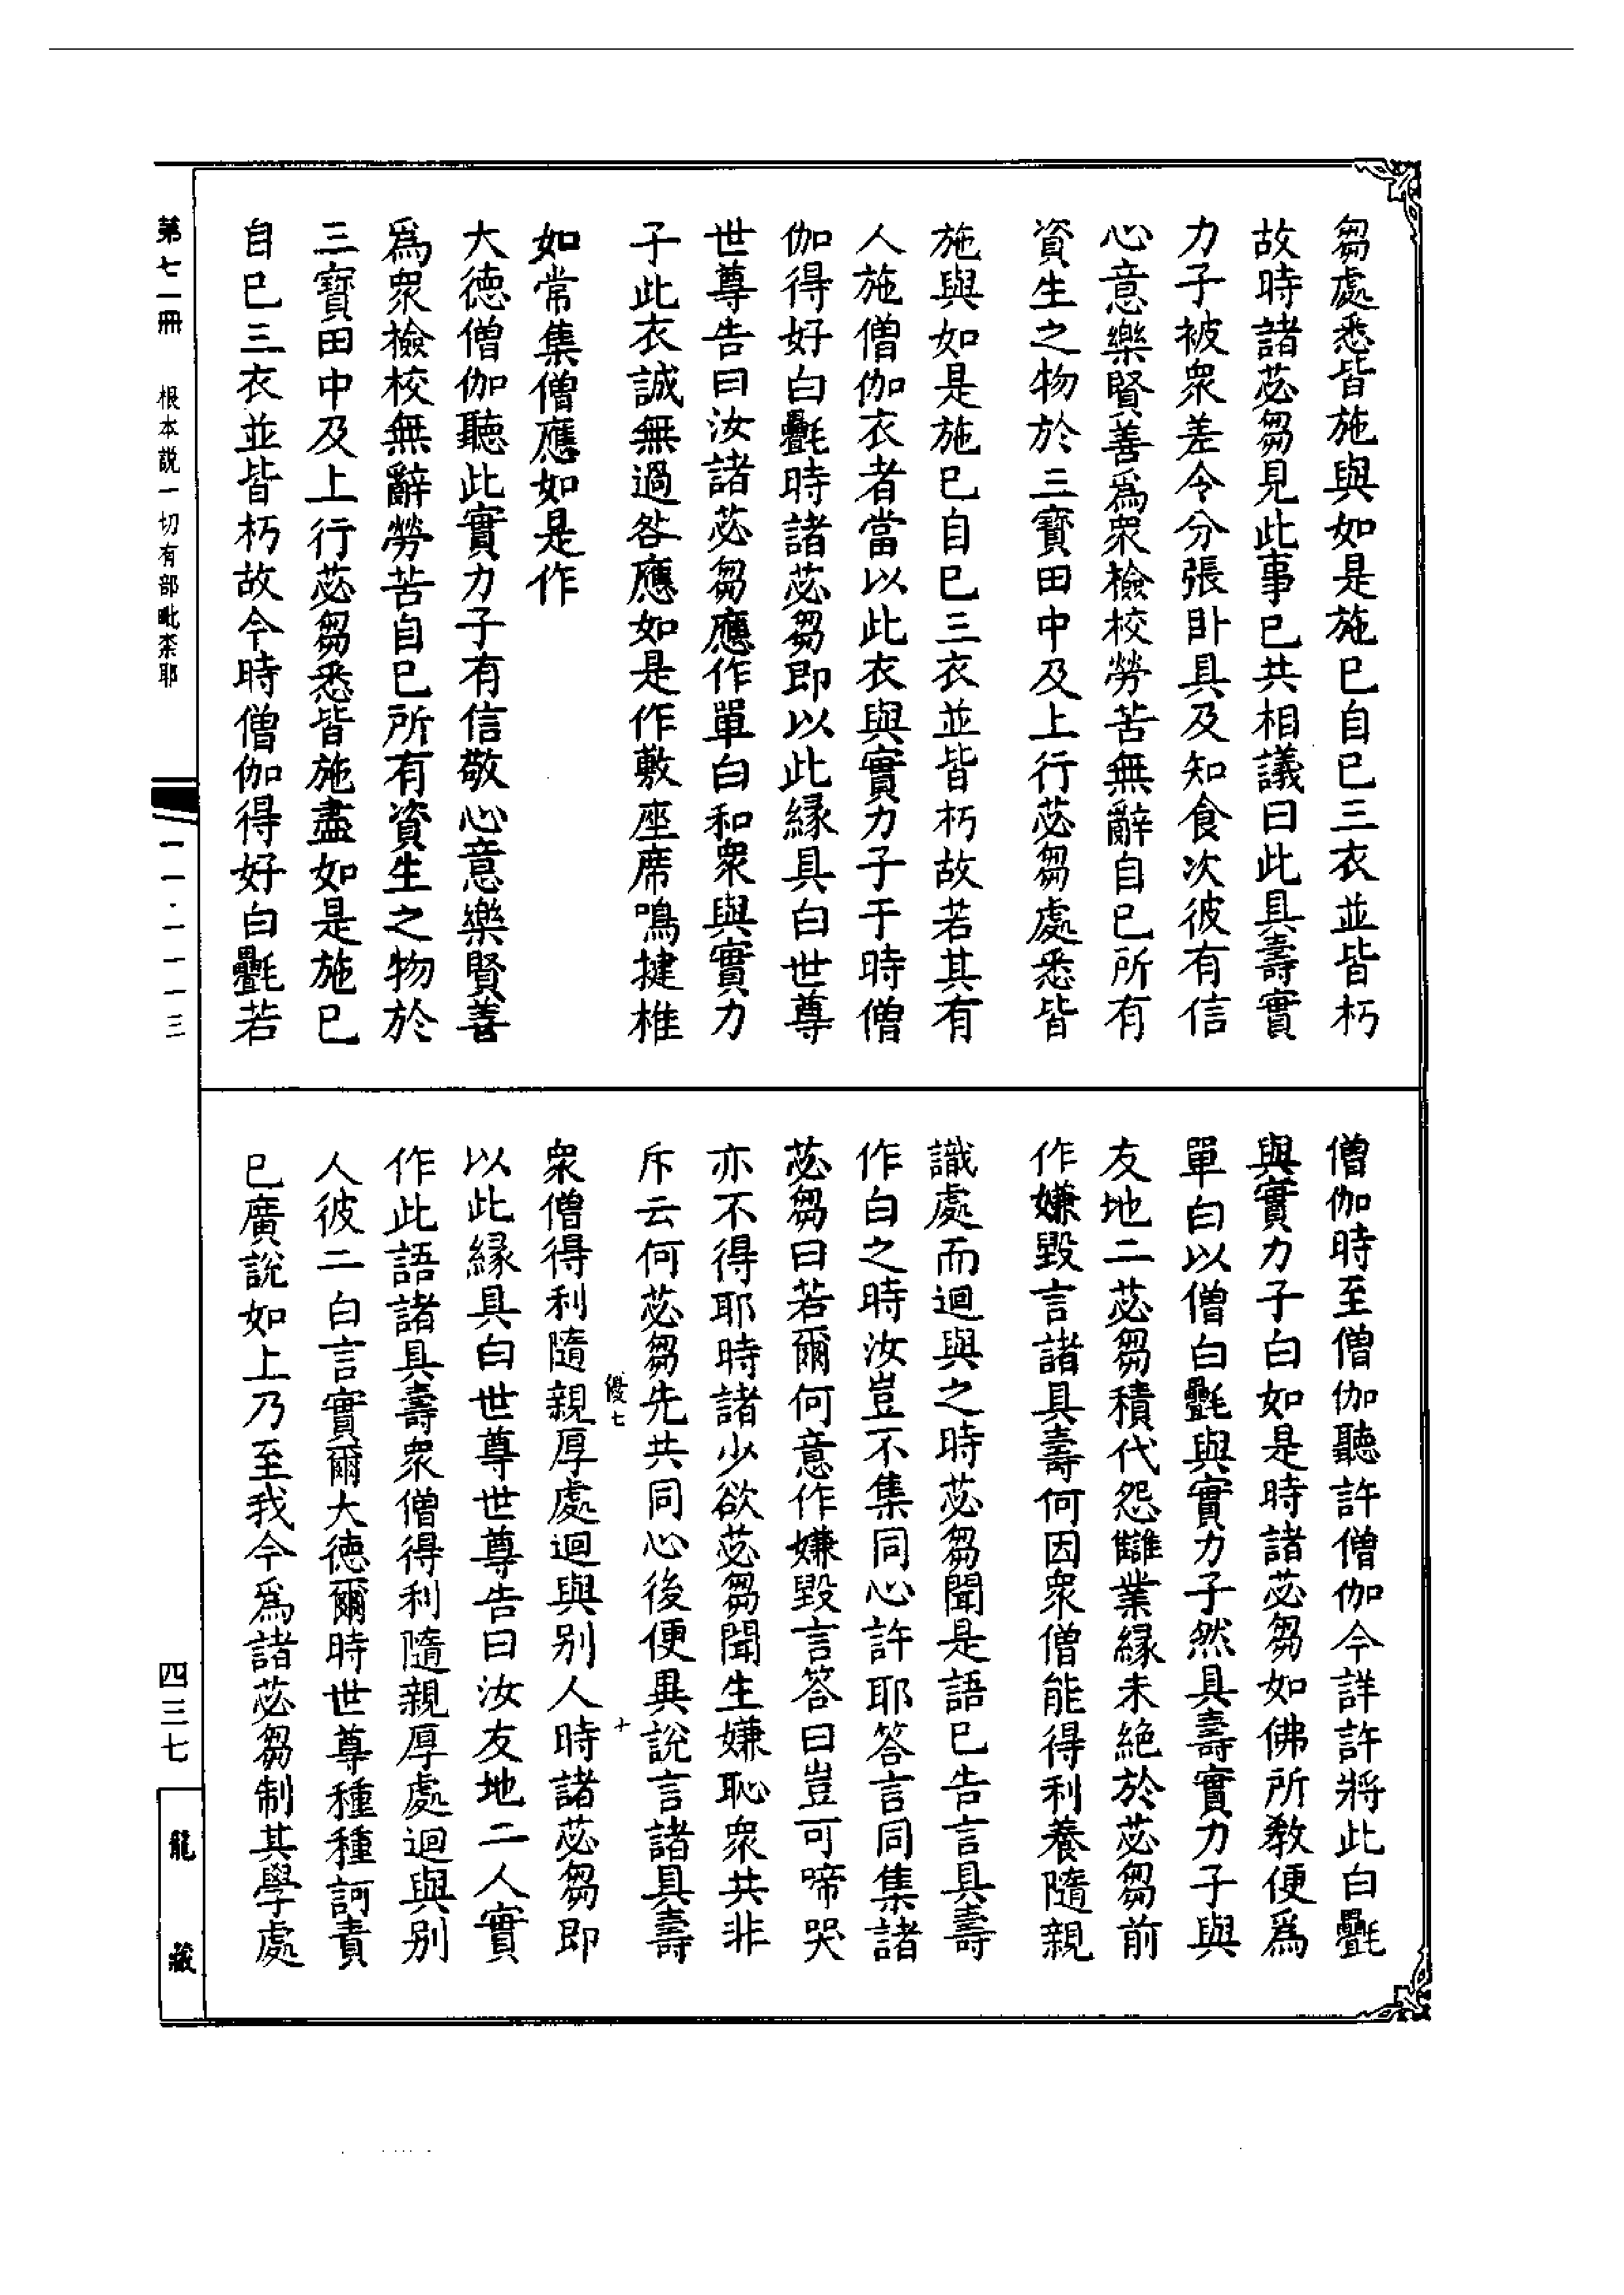 芻處悉皆施與如是施已自已三衣並皆朽
故時諸苾芻見此事已共相議曰此具壽實
力子被衆差令分張卧具及知食次彼有信
心意樂賢善爲衆檢校勞苦無辭自已所有
資生之物於三寳田中及上行苾芻處悉皆
施與如是施已自已三衣並皆朽故若其有
人施僧伽衣者當以此衣與實力子于時僧
伽得好白㲲時諸苾芻即以此縁具白世尊
世尊告曰汝諸苾芻應作單白和衆與實力
子此衣誠無過咎應如是作敷座席鳴揵椎
如常集僧應如是作
大徳僧伽聽此實力子有信敬心意樂賢善
爲衆檢校無辭勞苦自已所有資生之物於
三寶田中及上行苾芻悉皆施盡如是施已
自已三衣並皆朽故今時僧伽得好白㲲若
僧伽時至僧伽聽許僧伽今詳許將此白㲲
與實力子白如是時諸苾芻如佛所教便爲
單白以僧白㲲與實力子然具壽實力子與
友地二苾芻積代怨讎業緣未絶於苾芻前
作嫌毀言諸具壽何因衆僧能得利養隨親
識處而迴與之時苾芻聞是語已告言具壽
作白之時汝豈不集同心許耶答言同集諸
苾芻曰若爾何意作嫌毀言答曰豈可啼哭
亦不得耶時諸少欲苾芻聞生嫌恥衆共非
斥云何苾芻先共同心後便異說言諸具壽
優七
十
衆僧得利隨親厚處迴與别人時諸苾芻即
以此縁具白世尊世尊告曰汝友地二人實
作此語諸具壽衆僧得利隨親厚處迴與别
人彼二白言實爾大徳爾時世尊種種訶責
已廣說如上乃至我今爲諸苾芻制其學處
第七一冊
根本説一切有部毗柰耶
一一·一一一三
四三七
龍藏